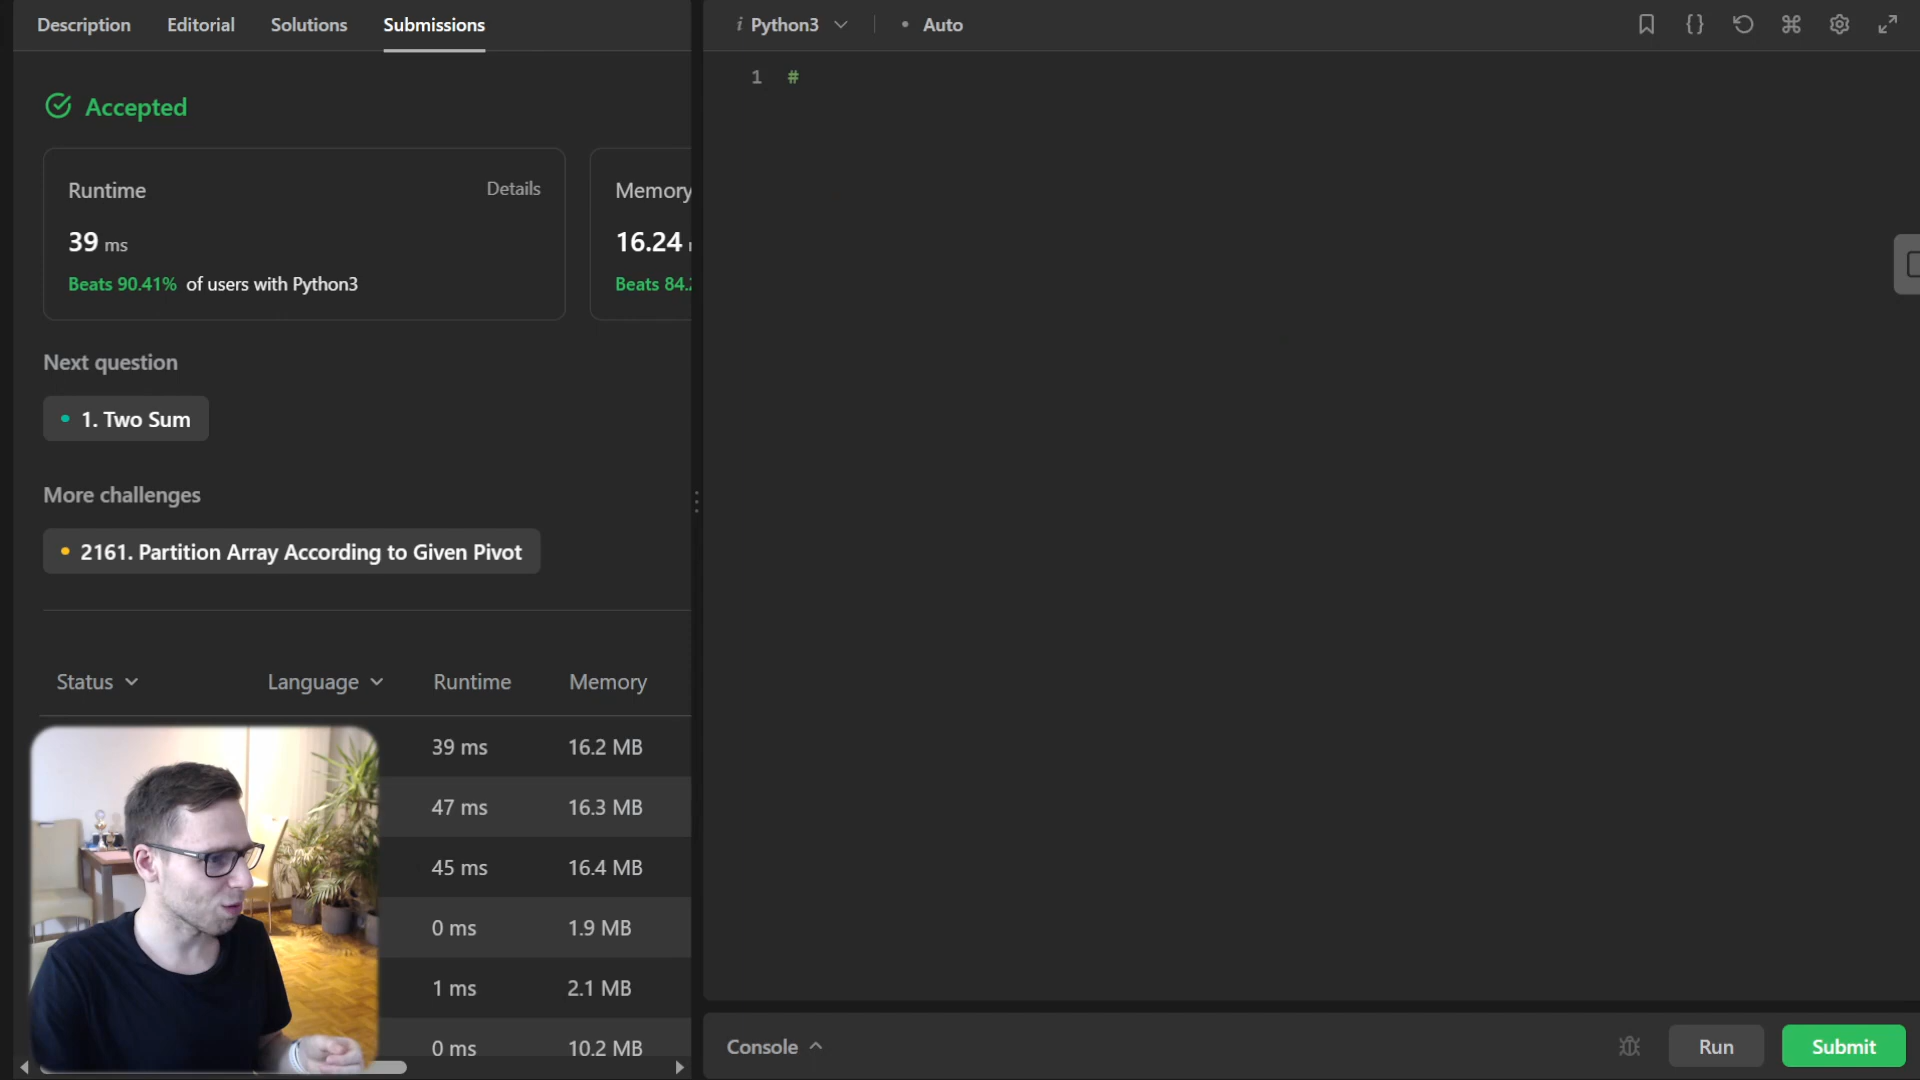 Description Editorial Solutions Submissions
Python3 Auto
1 #
Accepted
Runtime Details
39 ms
Beats 90.41% of users with Python3
Memory
16.24
Beats 84.
Next question
1. Two Sum
More challenges
2161. Partition Array According to Given Pivot
Status Language Runtime Memory
39 ms 16.2 MB
47 ms 16.3 MB
45 ms 16.4 MB
0 ms 1.9 MB
1 ms 2.1 MB
0 ms 10.2 MB
Console Run Submit